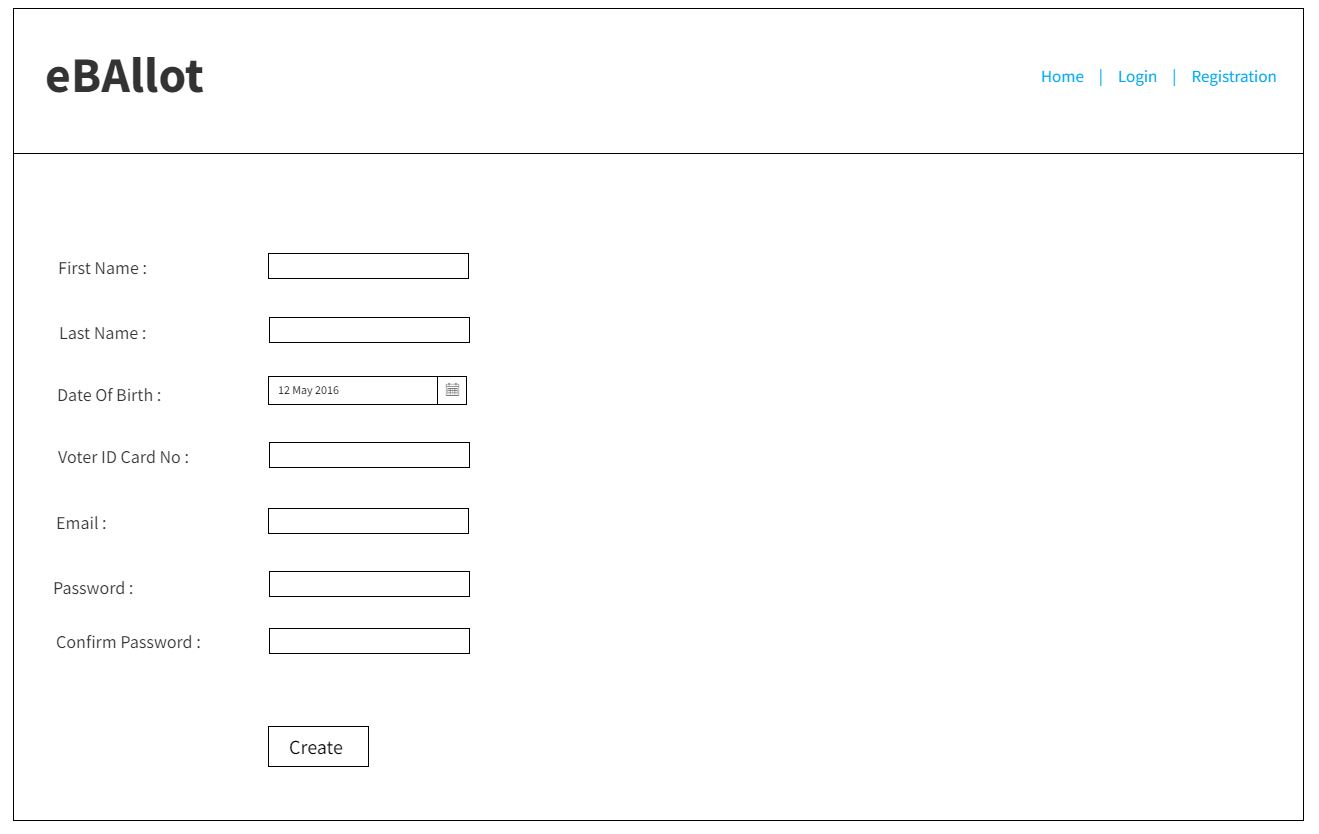 eBAllot
Home | Login | Registration
First Name :
Last Name :
Date Of Birth :
12 May 2016
Voter ID Card No :
Email :
Password :
Confirm Password :
Create